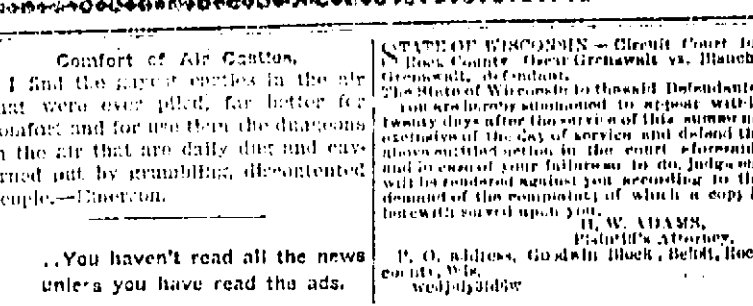 Comfort of Air Castles.
I find the gayest castles in the air
that were ever piled, far better for
comfort and for use than the dungeons
in the air that are daily dug and cav-
erned out by grumbling, discontented
people.—Emerson.
..You haven't read all the news
unless you have read the ads.
STATE OF WISCONSIN — Circuit Court for
Rock County. Oscar Grenawalt vs. Blanch
Grenawalt, defendant.
The State of Wisconsin to the said Defendant:
You are hereby summoned to appear within
twenty days after the service of this summons
exclusive of the day of service and defend the
above entitled action in the court aforesaid
and in case of your failure so to do, judgment
will be rendered against you according to the
demand of the complaint, of which a copy is
herewith served upon you.
H. W. ADAMS,
Plaintiff's Attorney,
P. O. address, Goodwin Block, Beloit, Rock
county, Wis.